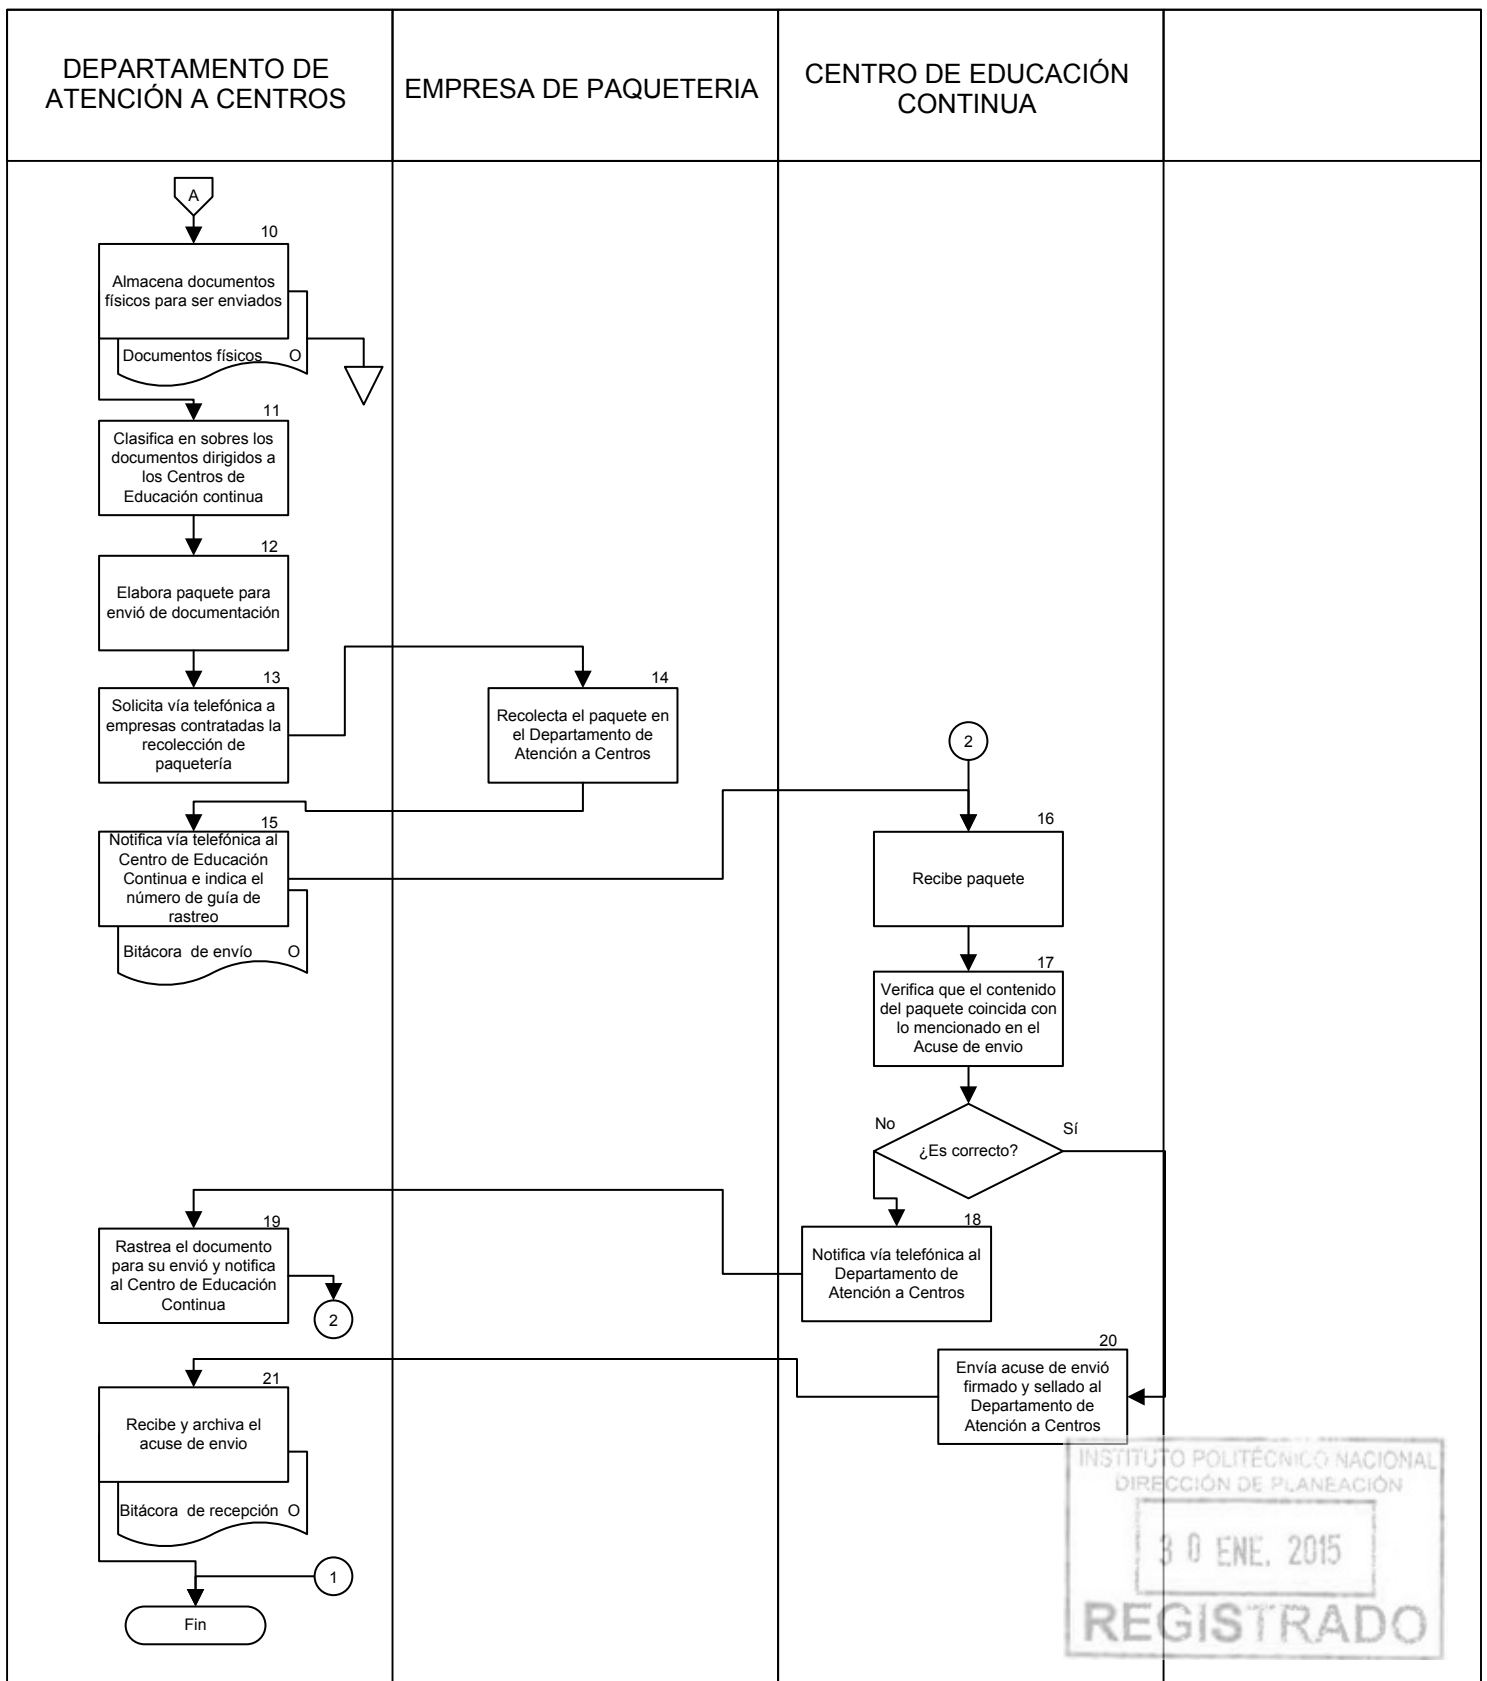 DEPARTAMENTO DE
ATENCIÓN A CENTROS
EMPRESA DE PAQUETERIA
CENTRO DE EDUCACIÓN
CONTINUA
A
10
Almacena documentos
físicos para ser enviados
Documentos físicos O
11
Clasifica en sobres los
documentos dirigidos a
los Centros de
Educación continua
12
Elabora paquete para
envió de documentación
13
Solicita vía telefónica a
empresas contratadas la
recolección de
paquetería
14
Recolecta el paquete en
el Departamento de
Atención a Centros
15
Notifica vía telefónica al
Centro de Educación
Continua e indica el
número de guía de
rastreo
Bitácora de envío O
2
16
Recibe paquete
17
Verifica que el contenido
del paquete coincida con
lo mencionado en el
Acuse de envio
No
¿Es correcto?
Sí
18
Notifica vía telefónica al
Departamento de
Atención a Centros
19
Rastrea el documento
para su envió y notifica
al Centro de Educación
Continua
2
20
Envía acuse de envió
firmado y sellado al
Departamento de
Atención a Centros
21
Recibe y archiva el
acuse de envio
Bitácora de recepción O
1
Fin
INSTITUTO POLITÉCNICO NACIONAL
DIRECCIÓN DE PLANEACIÓN
30 ENE. 2015
REGISTRADO